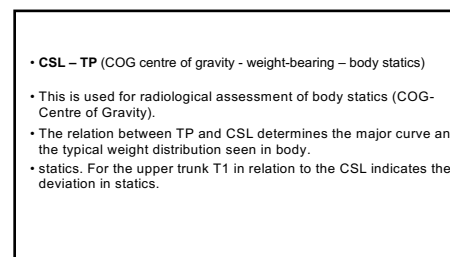 • CSL – TP (COG centre of gravity - weight-bearing – body statics)
• This is used for radiological assessment of body statics (COG-
Centre of Gravity).
• The relation between TP and CSL determines the major curve an
the typical weight distribution seen in body.
• statics. For the upper trunk T1 in relation to the CSL indicates the
deviation in statics.